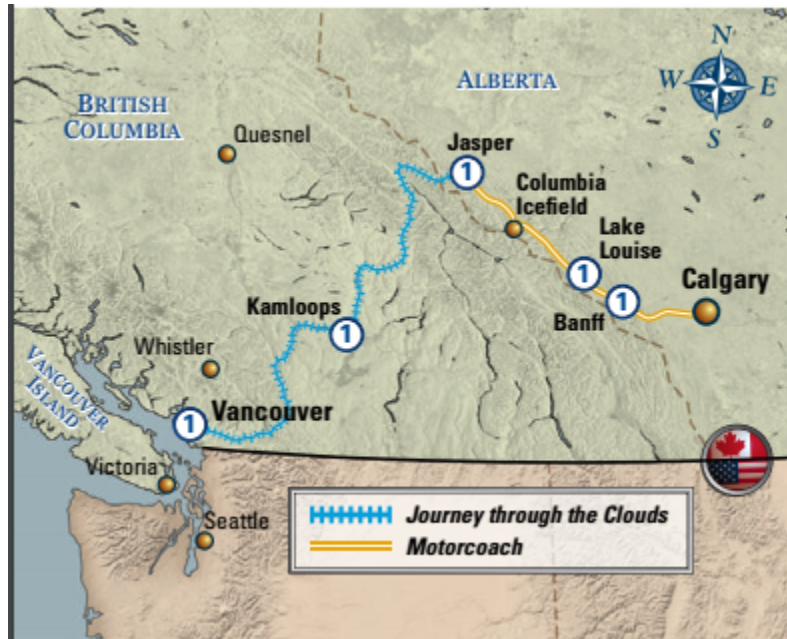 N
W
E
S
ALBERTA
BRITISH
COLUMBIA
Quesnel
Jasper
1
Columbia
Icefield
Lake
Louise
1
Calgary
1
Banff
Kamloops
1
Whistler
VANCOUVER
ISLAND
Vancouver
1
Victoria
Seattle
Journey through the Clouds
Motorcoach